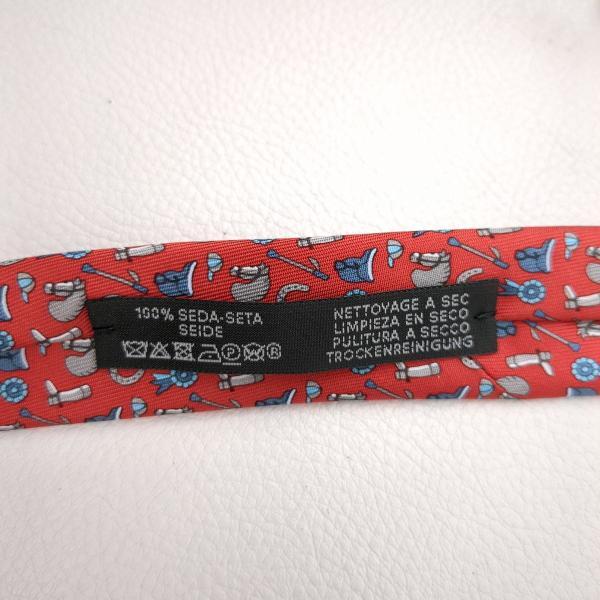 100% SEDA-SETA
SEIDE
P
R
NETTOYAGE A SEC
LIMPIEZA EN SECO
PULITURA A SECCO
TROCKENREINIGUNG